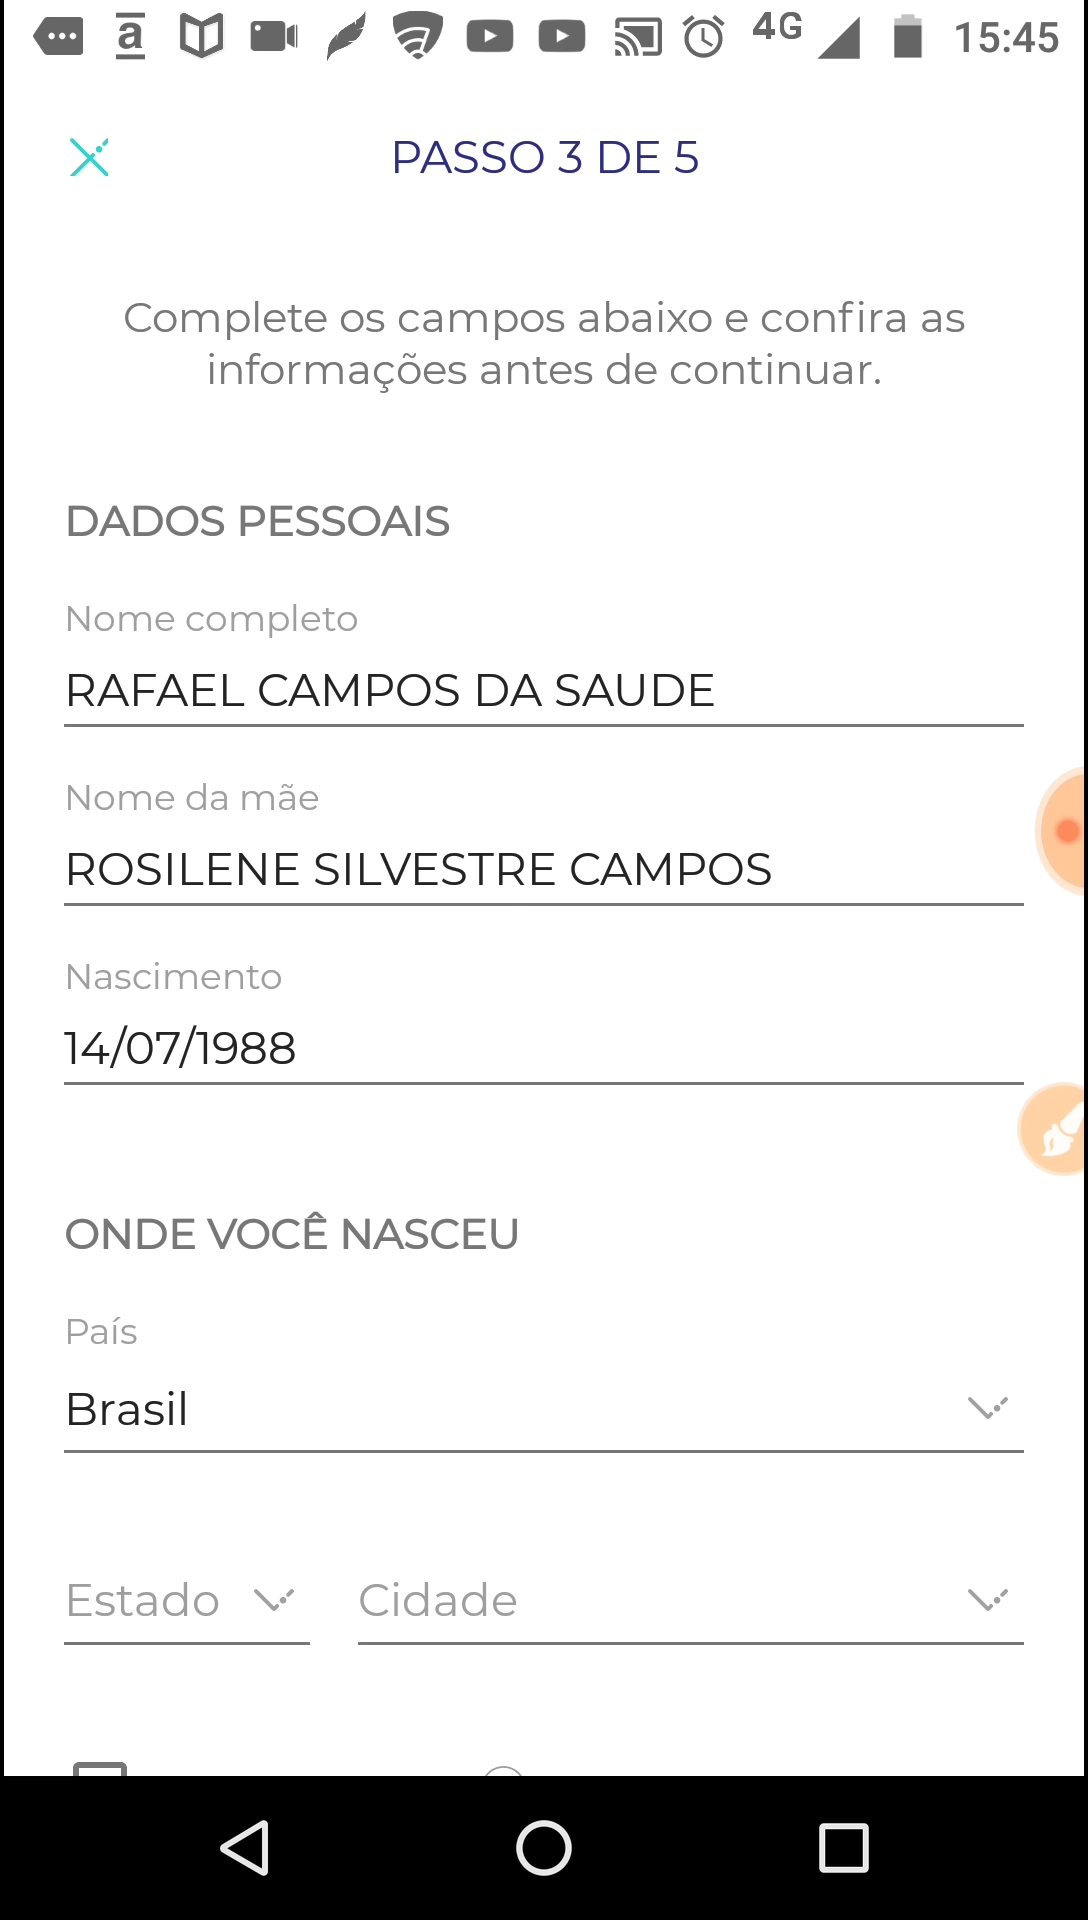 a
4G 15:45
PASSO 3 DE 5
Complete os campos abaixo e confira as
informações antes de continuar.
DADOS PESSOAIS
Nome completo
RAFAEL CAMPOS DA SAUDE
Nome da mãe
ROSILENE SILVESTRE CAMPOS
Nascimento
14/07/1988
ONDE VOCÊ NASCEU
País
Brasil
Estado Cidade